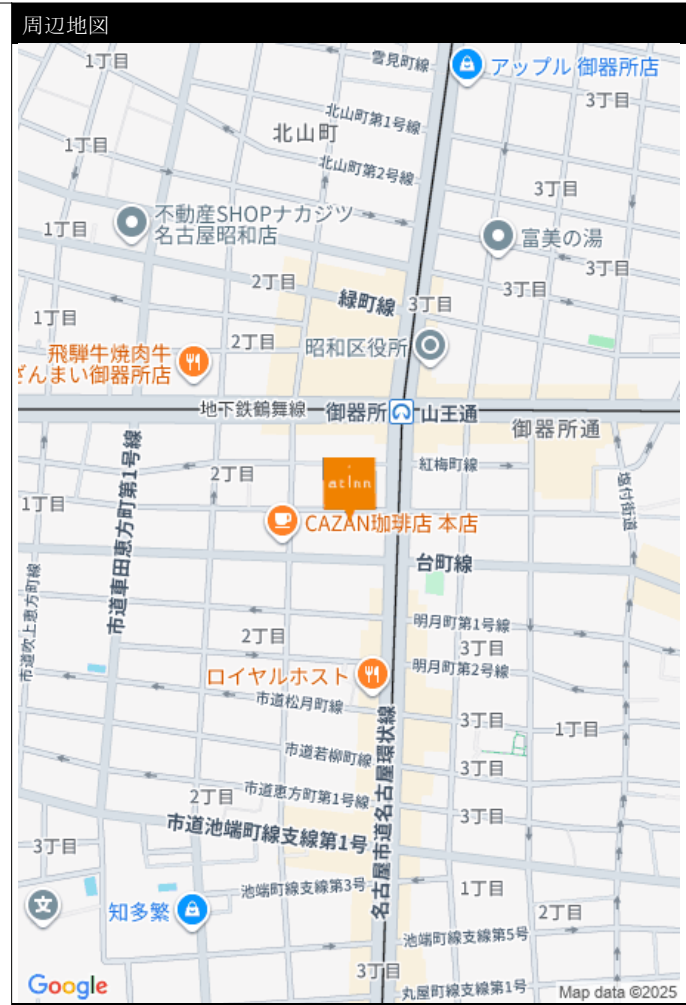 周辺地図
1丁目
雪見町線
アップル 御器所店
3丁目
北山町第1号線
北山町
1丁目
北山町第2号線
3丁目
不動産SHOPナカジツ
名古屋昭和店
1丁目
富美の湯
3丁目
2丁目
3丁目
緑町線
3丁目
1丁目
2丁目
昭和区役所
飛騨牛焼肉牛
ざんまい御器所店
地下鉄鶴舞線
御器所
山王通
御器所通
市道車田恵方町第1号線
2丁目
紅梅町線
塩付街道
atinn
1丁目
CAZAN珈琲店 本店
台町線
市道吹上恵方町線
明月町第1号線
2丁目
3丁目
明月町第2号線
ロイヤルホスト
市道松月町線
3丁目
1丁目
名古屋市道名古屋環状線
市道若柳町線
3丁目
市道恵方町第1号線
2丁目
3丁目
市道池端町線支線第1号
3丁目
池端町線支線第3号
1丁目
文
知多繁
2丁目
池端町線支線第5号
3丁目
丸屋町線支線第1号
Google
Map data ©2025